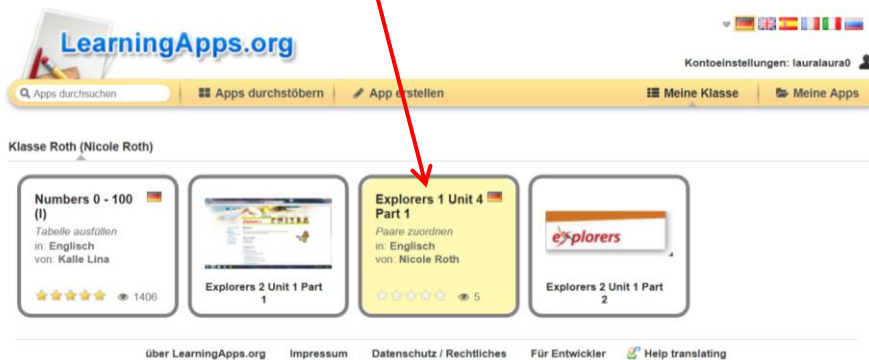 LearningApps.org
Kontoeinstellungen: lauralaura0
Apps durchsuchen
Apps durchstöbern
App erstellen
Meine Klasse
Meine Apps
Klasse Roth (Nicole Roth)
Numbers 0 - 100
(I)
Tabelle ausfüllen
in: Englisch
von: Kalle Lina
1406
Explorers 2 Unit 1 Part
1
Explorers 1 Unit 4
Part 1
Paare zuordnen
in: Englisch
von: Nicole Roth
5
explorers
Explorers 2 Unit 1 Part
2
über LearningApps.org
Impressum
Datenschutz / Rechtliches
Für Entwickler
Help translating